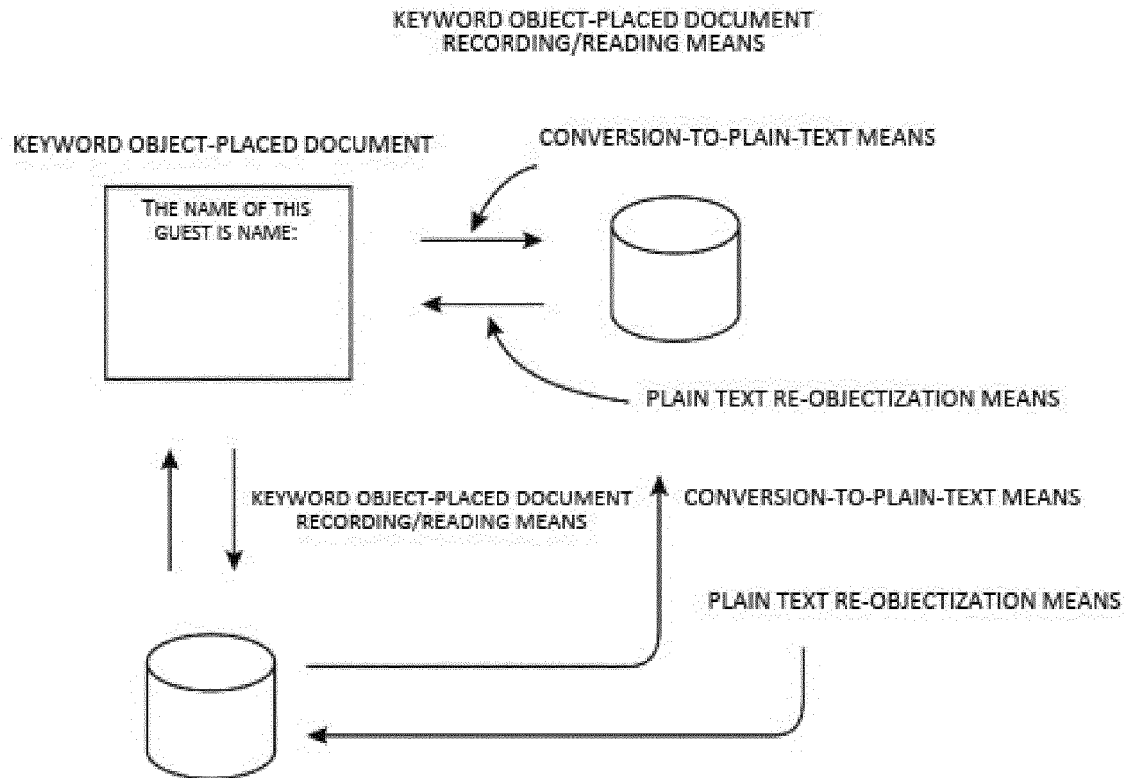 KEYWORD OBJECT-PLACED DOCUMENT
RECORDING/READING MEANS
KEYWORD OBJECT-PLACED DOCUMENT
CONVERSION-TO-PLAIN-TEXT MEANS
THE NAME OF THIS
GUEST IS NAME:
PLAIN TEXT RE-OBJECTIZATION MEANS
KEYWORD OBJECT-PLACED DOCUMENT
RECORDING/READING MEANS
CONVERSION-TO-PLAIN-TEXT MEANS
PLAIN TEXT RE-OBJECTIZATION MEANS